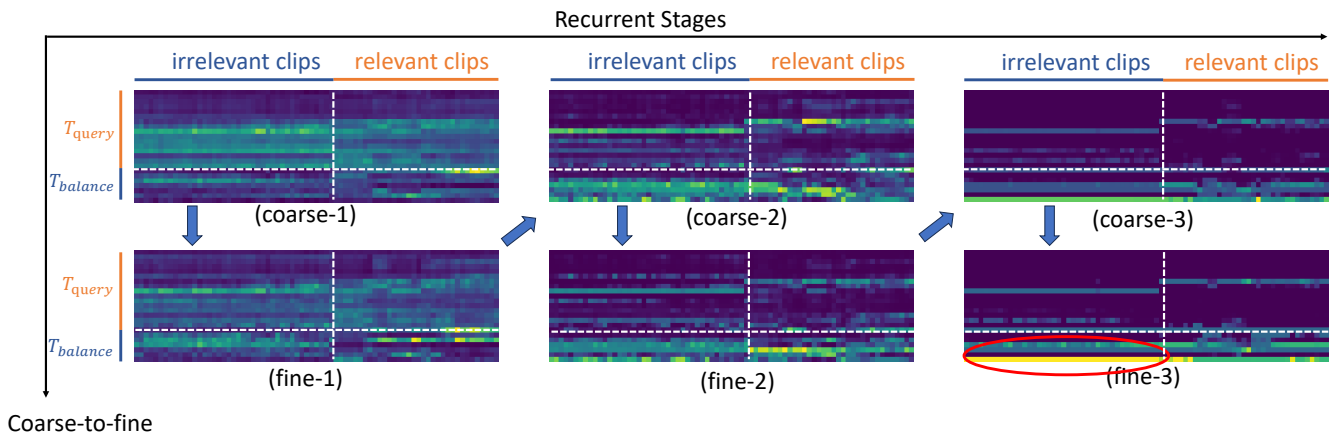 Recurrent Stages
irrelevant clips relevant clips irrelevant clips relevant clips irrelevant clips relevant clips
T_query
T_balance
(coarse-1) (coarse-2) (coarse-3)
T_query
T_balance
(fine-1) (fine-2) (fine-3)
Coarse-to-fine